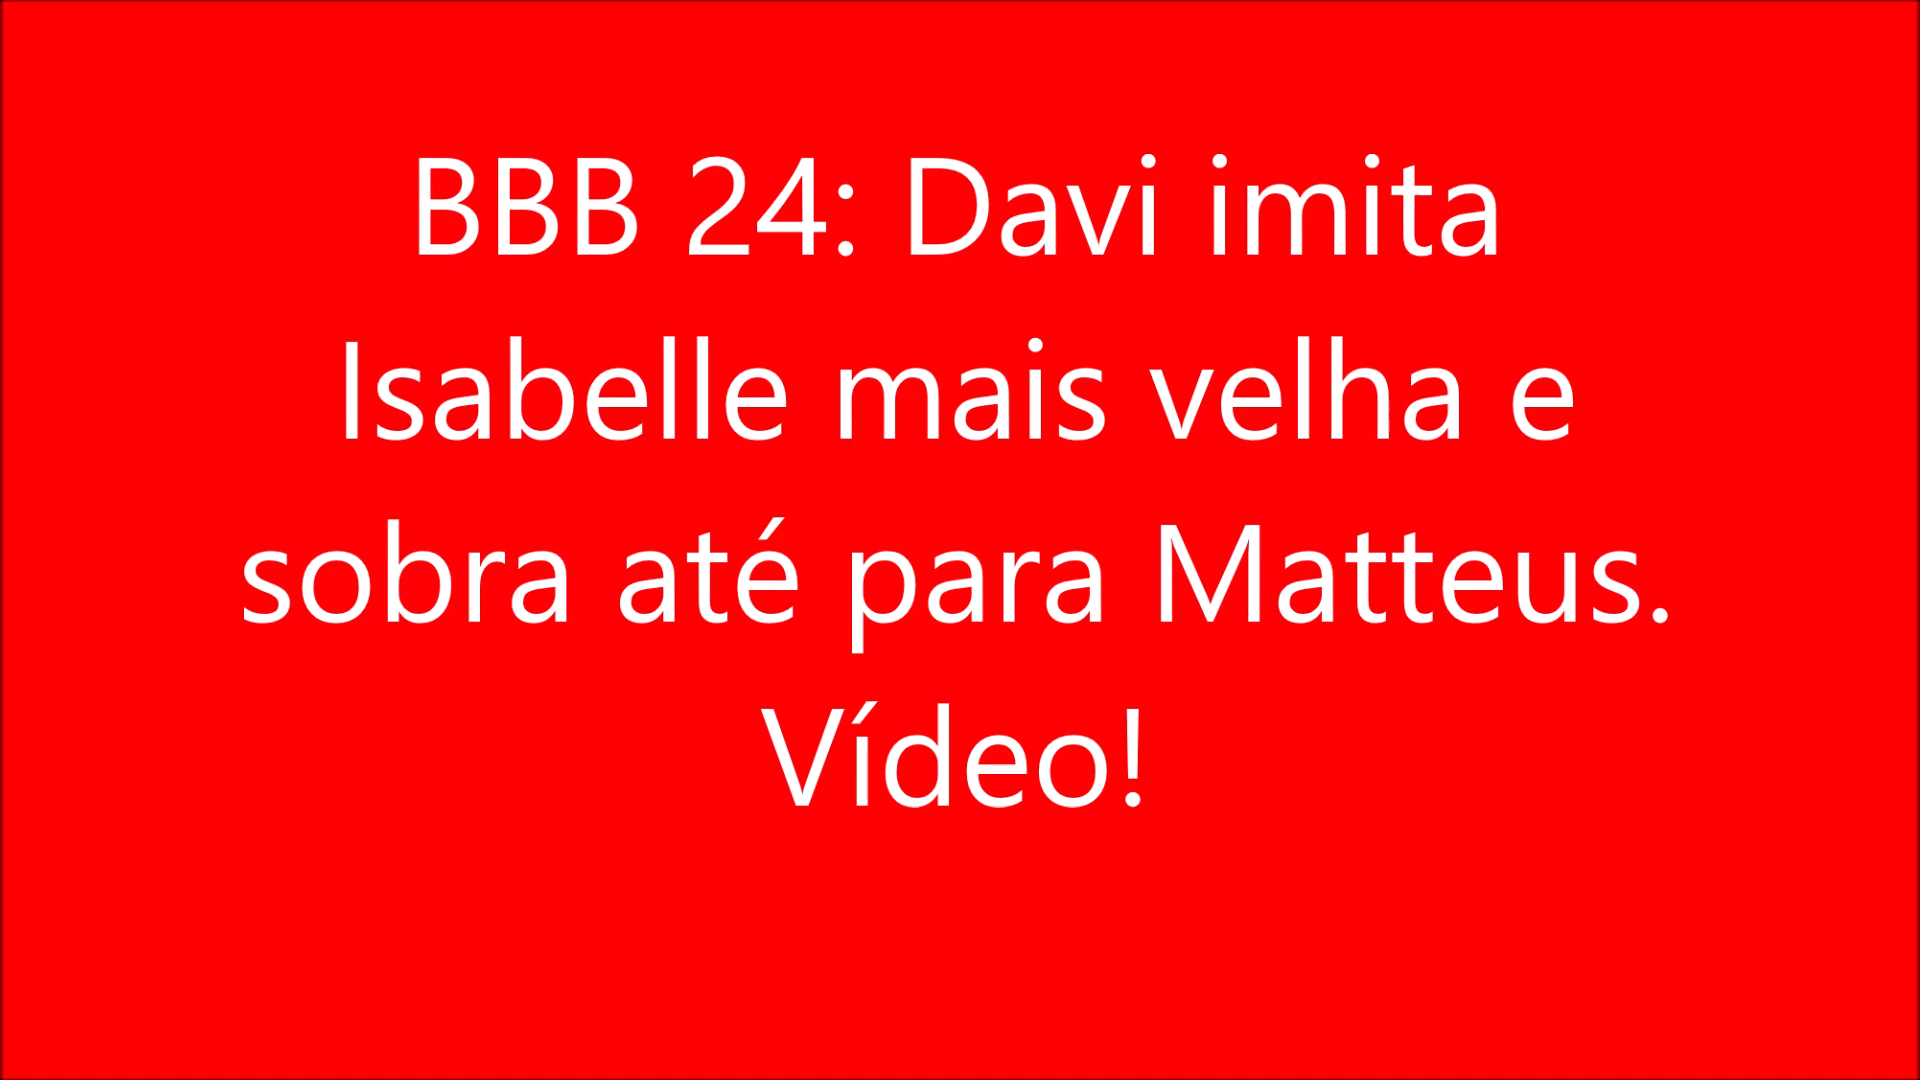 BBB 24: Davi imita
Isabelle mais velha e
sobra até para Matteus.
Vídeo!